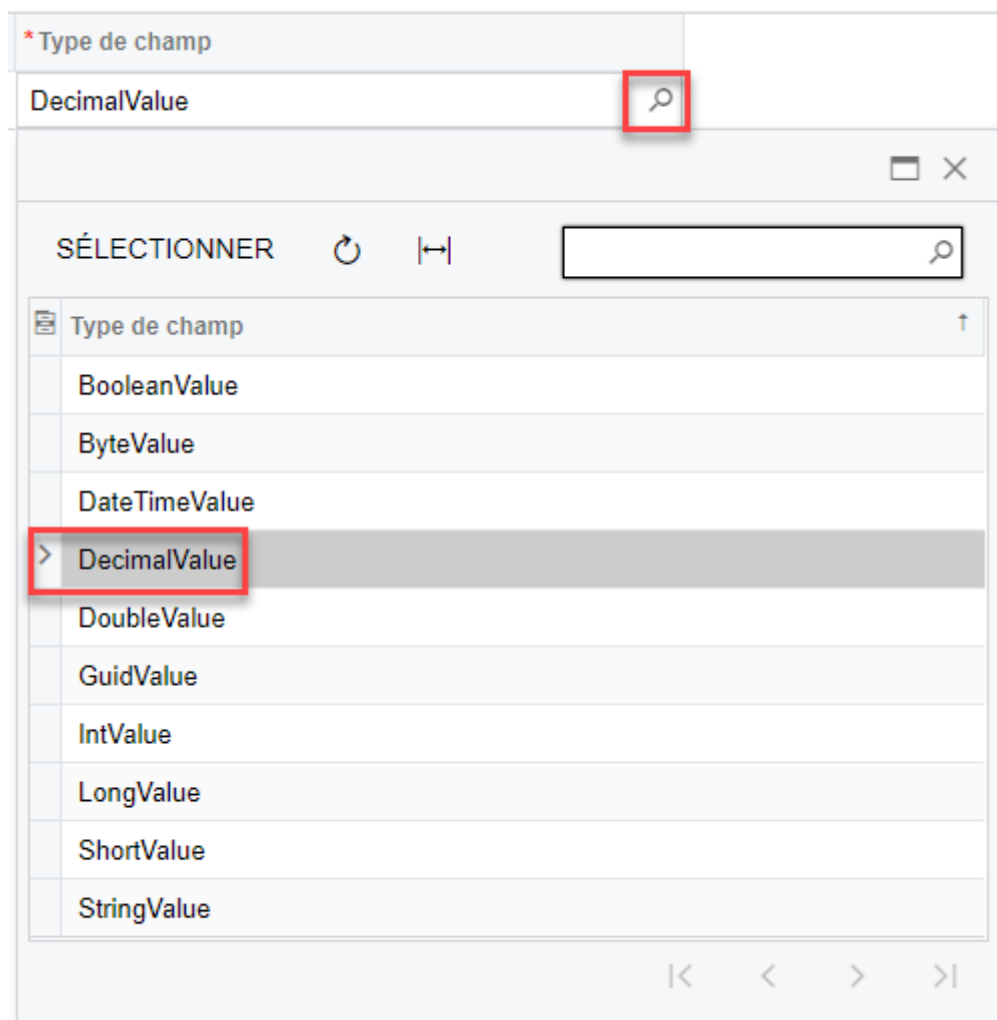 * Type de champ
DecimalValue
SÉLECTIONNER
Type de champ
BooleanValue
ByteValue
DateTimeValue
DecimalValue
DoubleValue
GuidValue
IntValue
LongValue
ShortValue
StringValue